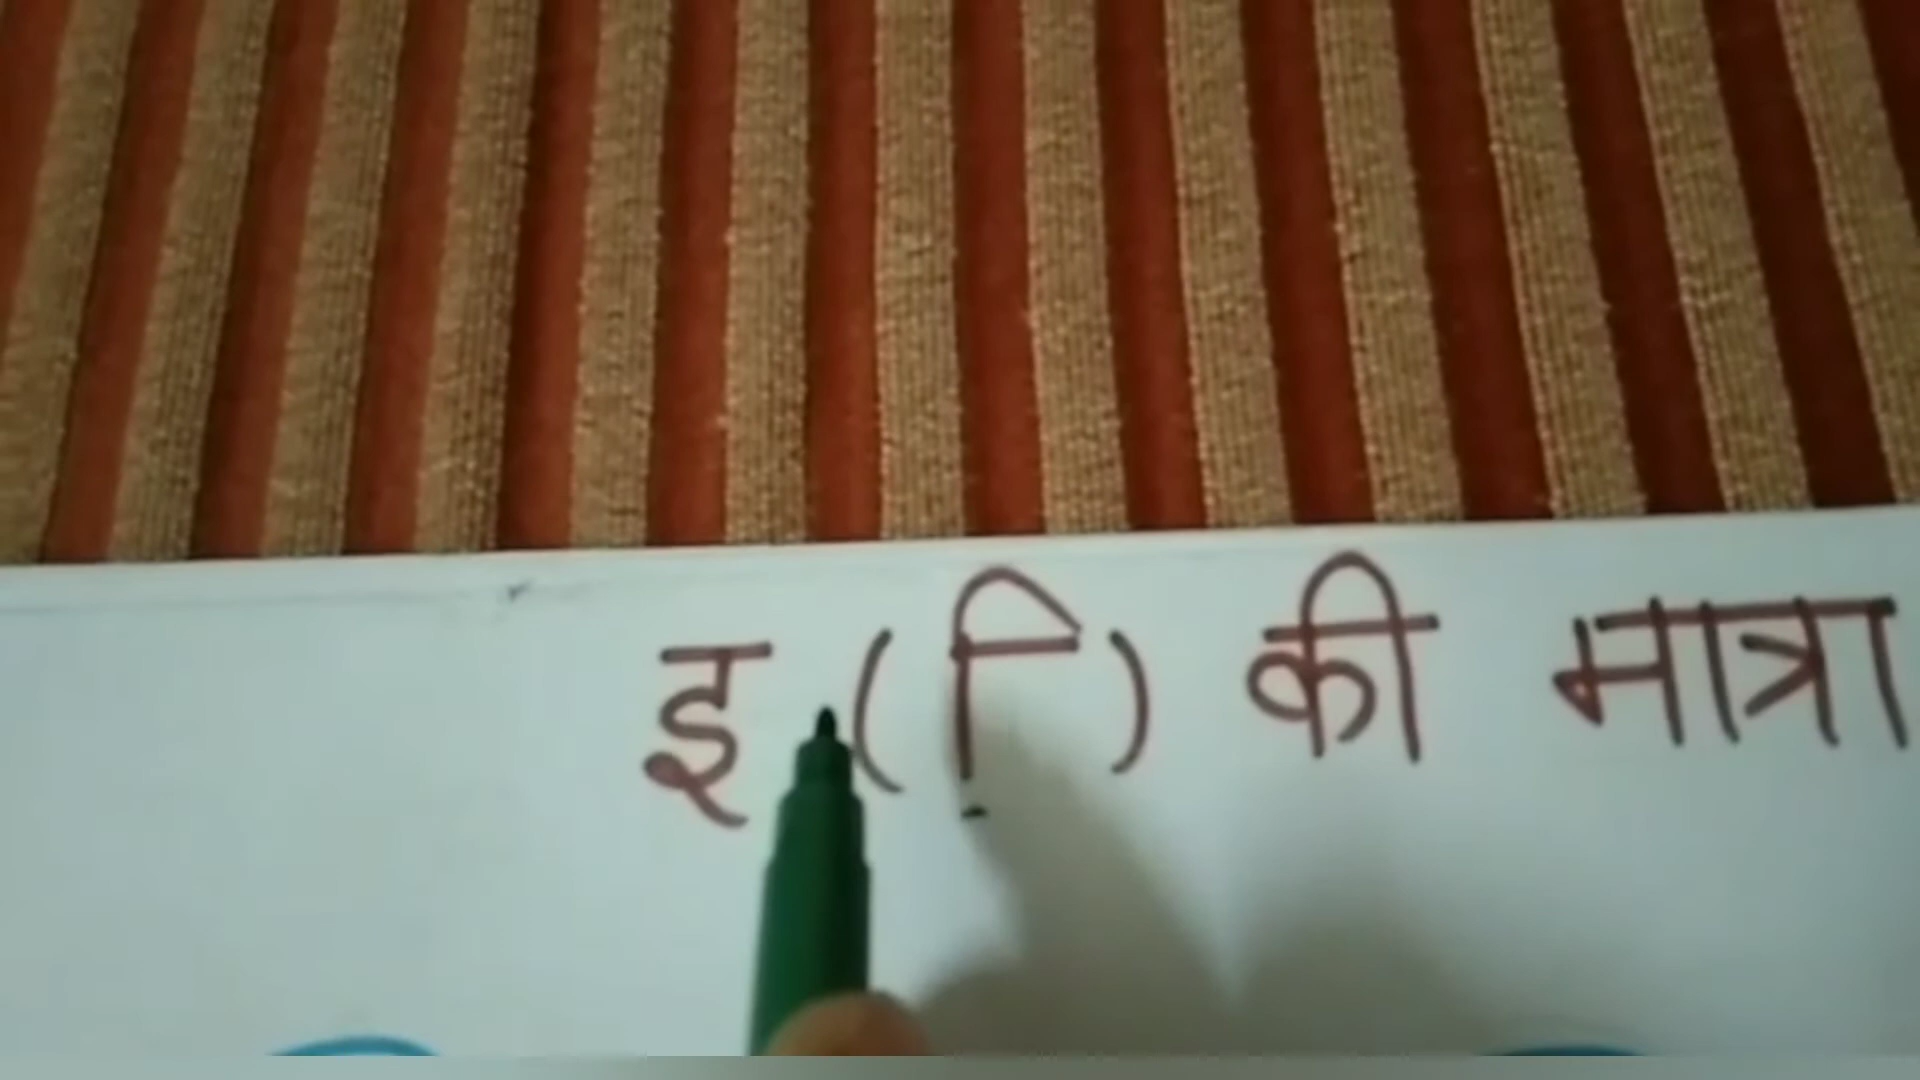 इ ( ि ) की मात्रा